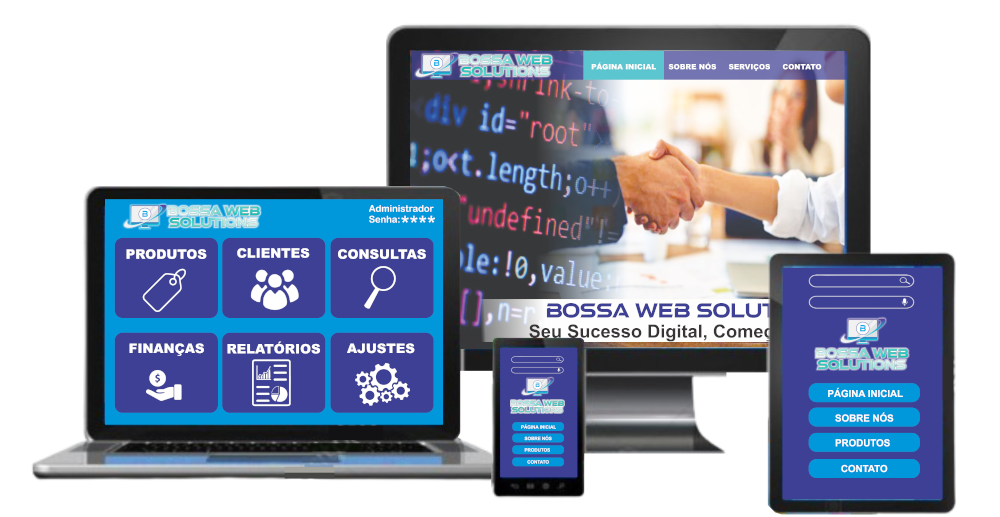 BOSSA WEB
SOLUTIONS
PÁGINA INICIAL SOBRE NÓS SERVIÇOS CONTATO
shrink-to
div id="root"
;o<t.length;o++
"undefined"!=
le:!0,value:
[],n=r
BOSSA WEB SOLUT
Seu Sucesso Digital, Comec
BOSSA WEB
SOLUTIONS
Administrador
Senha:****
PRODUTOS CLIENTES CONSULTAS
FINANÇAS RELATÓRIOS AJUSTES
BOSSA WEB
SOLUTIONS
PÁGINA INICIAL
SOBRE NÓS
PRODUTOS
CONTATO
BOSSA WEB
SOLUTIONS
PÁGINA INICIAL
SOBRE NÓS
PRODUTOS
CONTATO